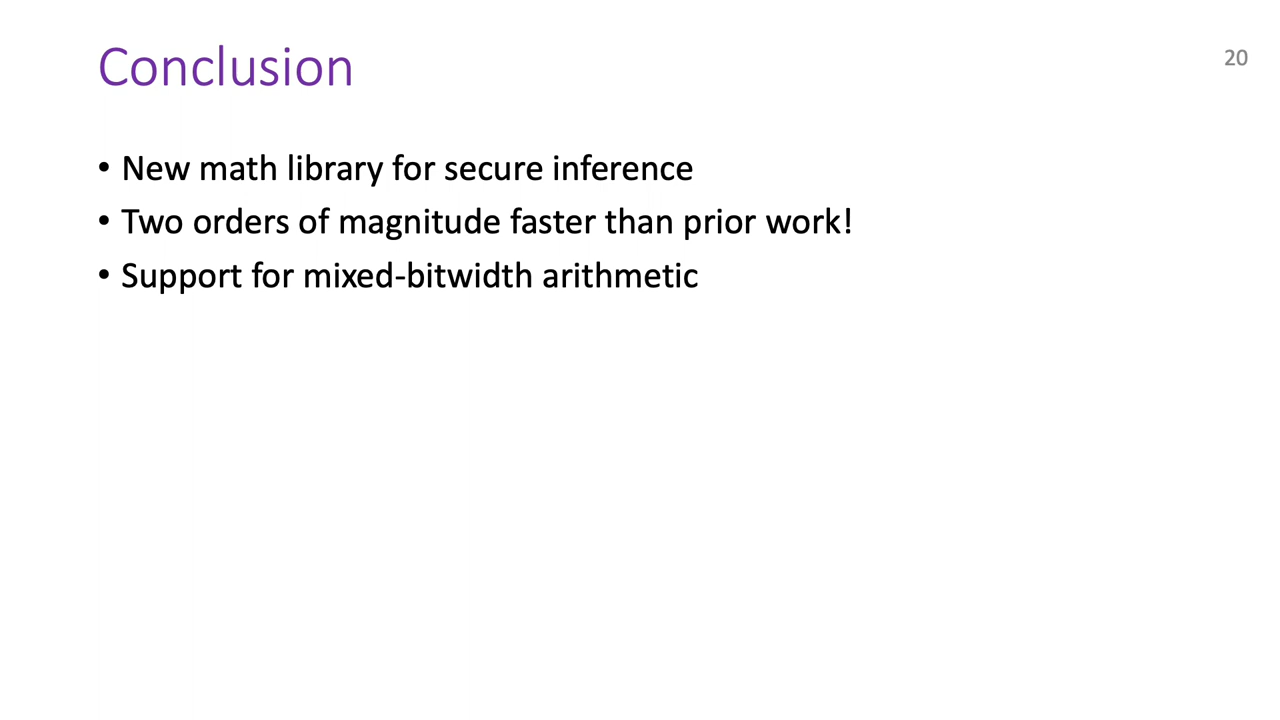 Conclusion
20
• New math library for secure inference
• Two orders of magnitude faster than prior work!
• Support for mixed-bitwidth arithmetic